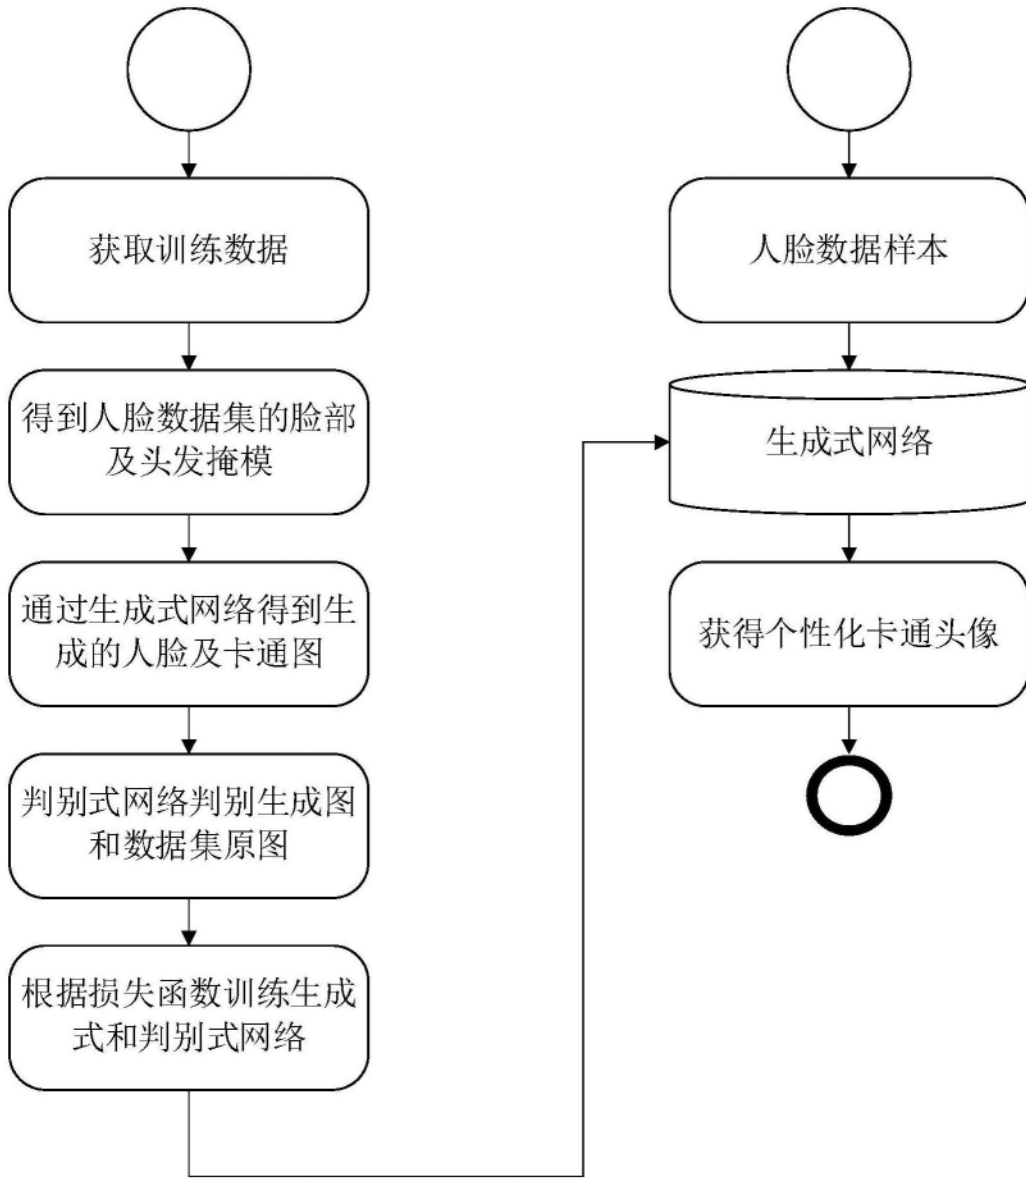 获取训练数据
得到人脸数据集的脸部
及头发掩模
通过生成式网络得到生
成的人脸及卡通图
判别式网络判别生成图
和数据集原图
根据损失函数训练生成
式和判别式网络
人脸数据样本
生成式网络
获得个性化卡通头像